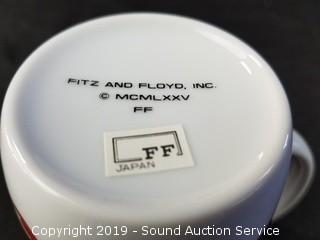 FITZ AND FLOYD, INC.
© MCMLXXV
FF
FF
JAPAN
Copyright 2019 - Sound Auction Service